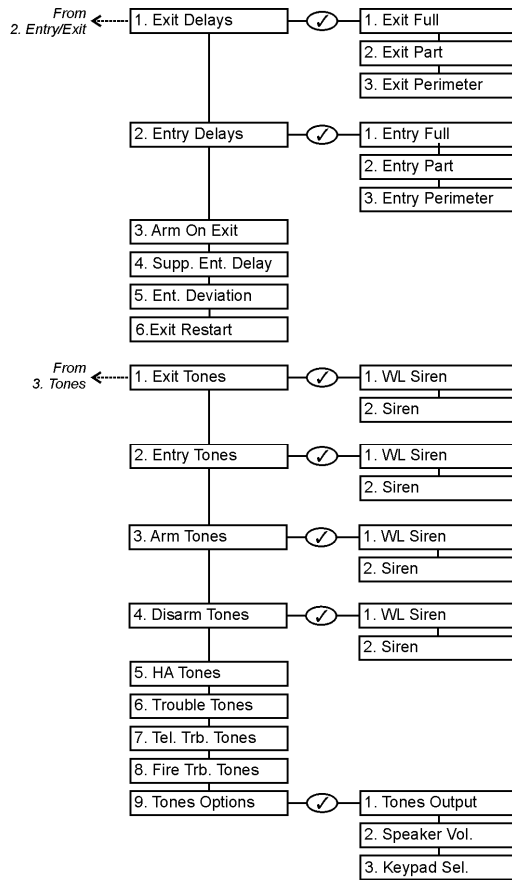 From
2. Entry/Exit
1. Exit Delays
1. Exit Full
2. Exit Part
3. Exit Perimeter
2. Entry Delays
1. Entry Full
2. Entry Part
3. Entry Perimeter
3. Arm On Exit
4. Supp. Ent. Delay
5. Ent. Deviation
6.Exit Restart
From
3. Tones
1. Exit Tones
1. WL Siren
2. Siren
2. Entry Tones
1. WL Siren
2. Siren
3. Arm Tones
1. WL Siren
2. Siren
4. Disarm Tones
1. WL Siren
2. Siren
5. HA Tones
6. Trouble Tones
7. Tel. Trb. Tones
8. Fire Trb. Tones
9. Tones Options
1. Tones Output
2. Speaker Vol.
3. Keypad Sel.